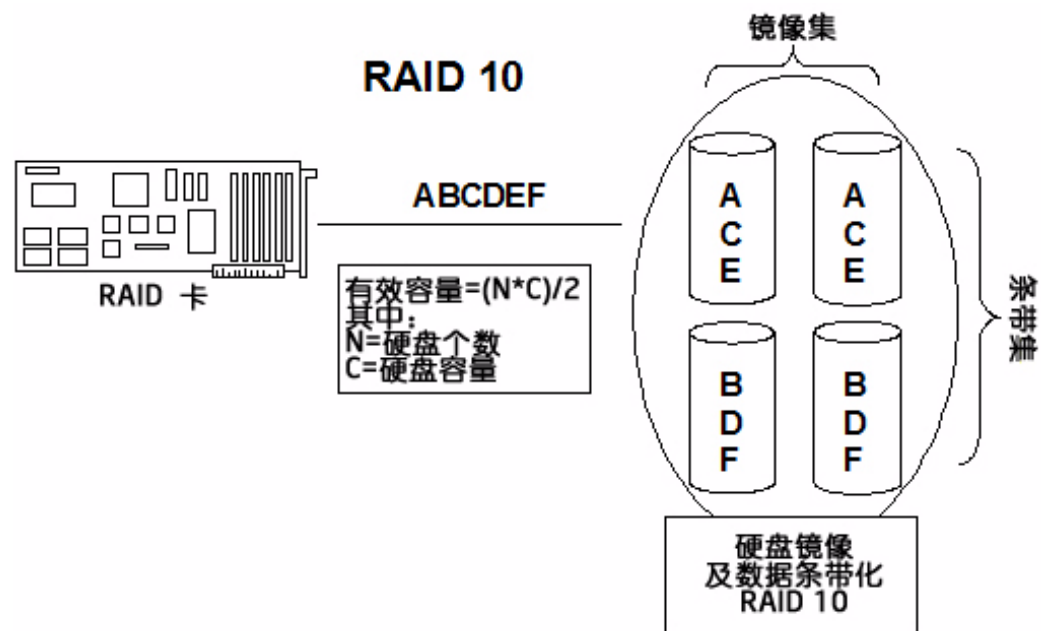 镜像集
RAID 10
ABCDEF
RAID 卡
有效容量=(N*C)/2
其中:
N=硬盘个数
C=硬盘容量
A
C
E
A
C
E
B
D
F
B
D
F
条带集
硬盘镜像
及数据条带化
RAID 10